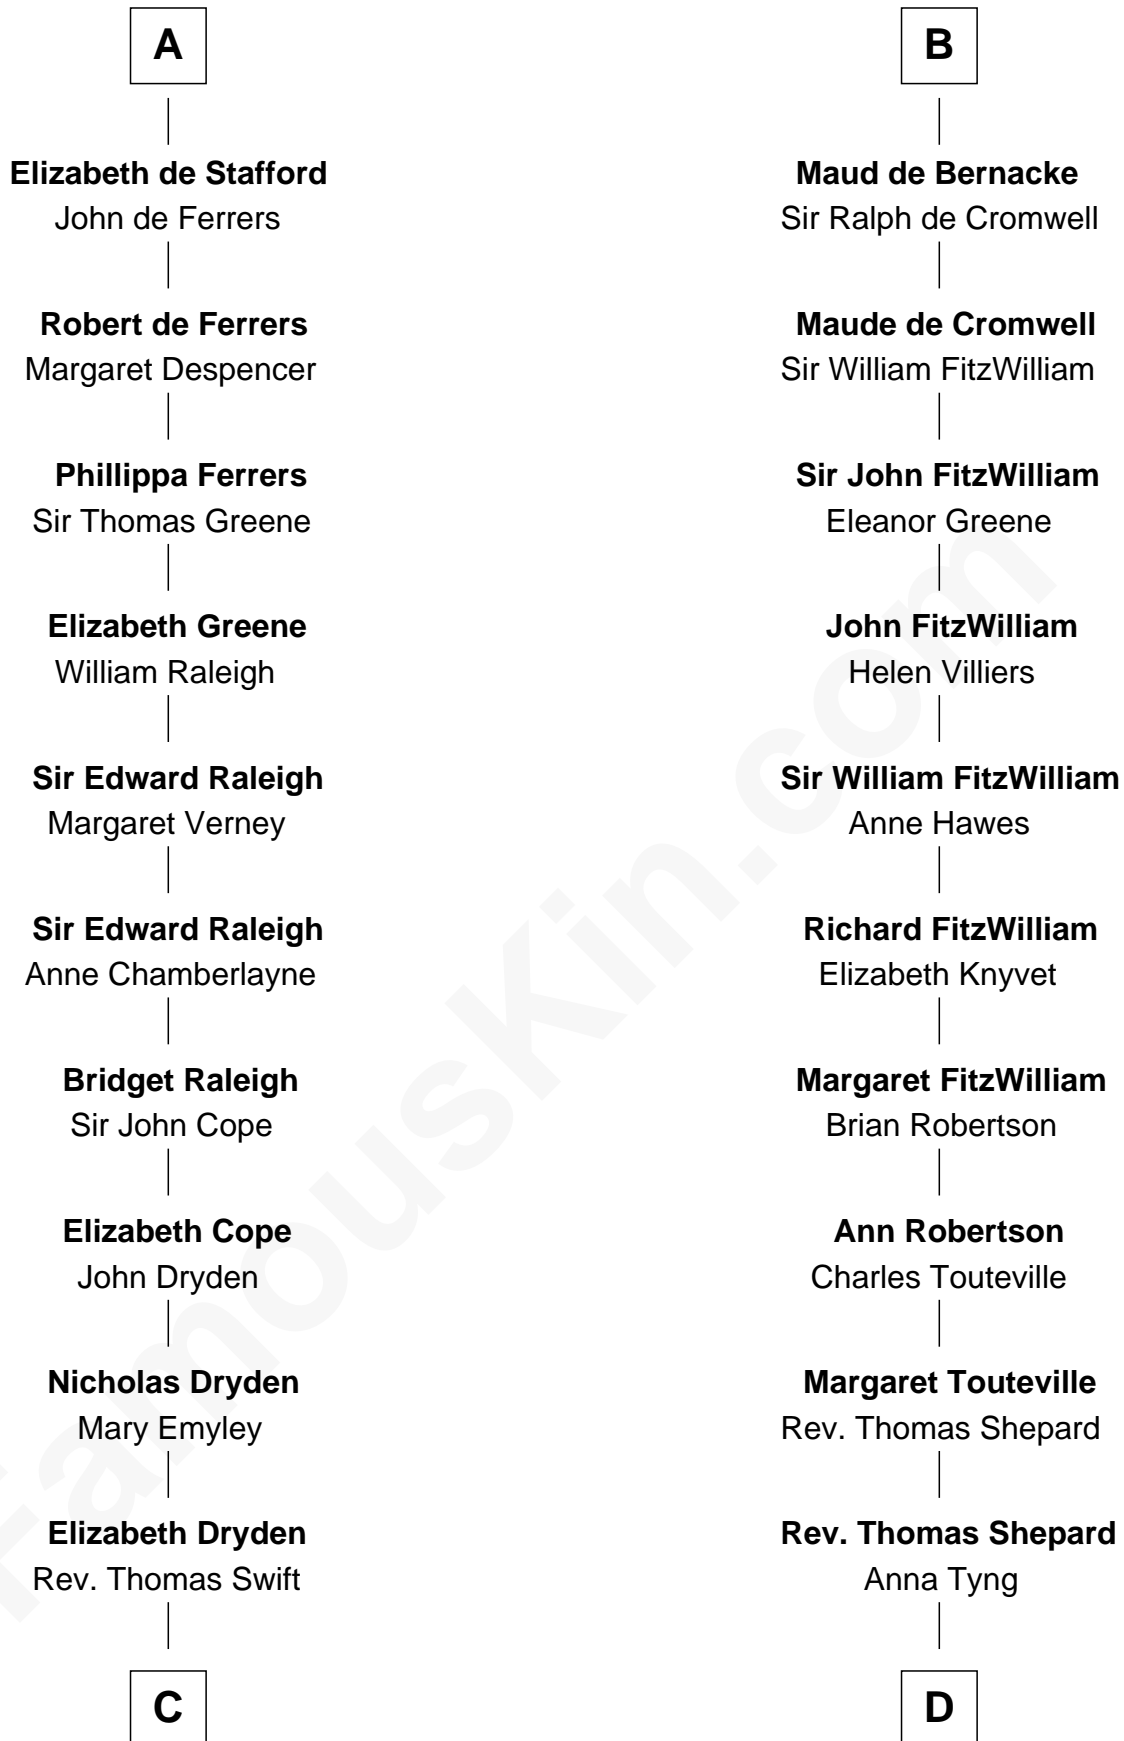 A
Elizabeth de Stafford
John de Ferrers
Robert de Ferrers
Margaret Despencer
Phillippa Ferrers
Sir Thomas Greene
Elizabeth Greene
William Raleigh
Sir Edward Raleigh
Margaret Verney
Sir Edward Raleigh
Anne Chamberlayne
Bridget Raleigh
Sir John Cope
Elizabeth Cope
John Dryden
Nicholas Dryden
Mary Emyley
Elizabeth Dryden
Rev. Thomas Swift
C
B
Maud de Bernacke
Sir Ralph de Cromwell
Maude de Cromwell
Sir William FitzWilliam
Sir John FitzWilliam
Eleanor Greene
John FitzWilliam
Helen Villiers
Sir William FitzWilliam
Anne Hawes
Richard FitzWilliam
Elizabeth Knyvet
Margaret FitzWilliam
Brian Robertson
Ann Robertson
Charles Touteville
Margaret Touteville
Rev. Thomas Shepard
Rev. Thomas Shepard
Anna Tyng
D
FamousKin.com